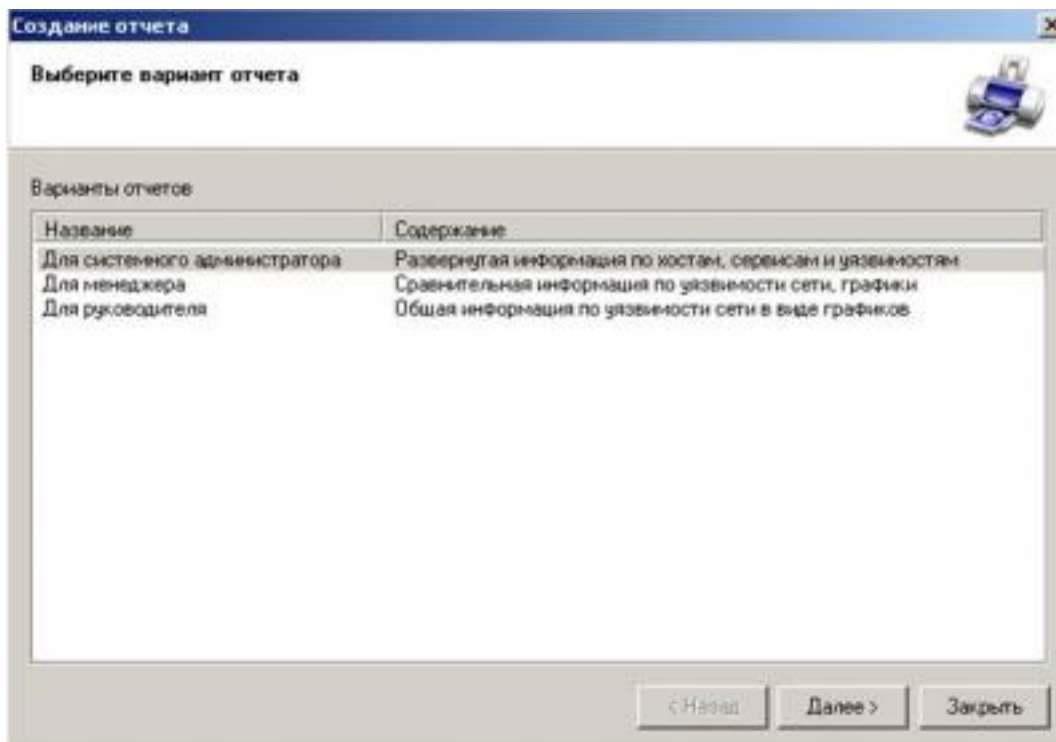 Создание отчета
Выберите вариант отчета
Варианты отчетов
Название Содержание
Для системного администратора Развернутая информация по хостам, сервисам и уязвимостям
Для менеджера Сравнительная информация по уязвимости сети, графики
Для руководителя Общая информация по уязвимости сети в виде графиков
< Назад Далее > Закрыть